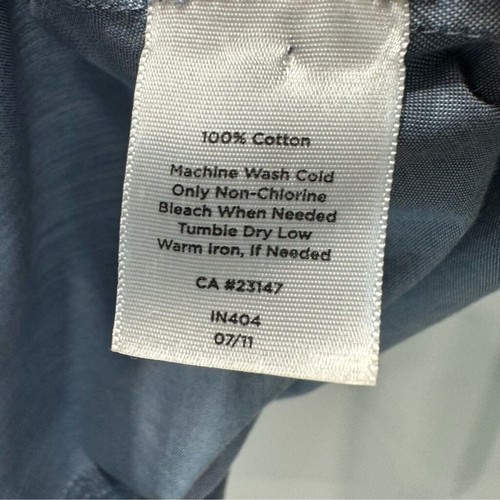 100% Cotton
Machine Wash Cold
Only Non-Chlorine
Bleach When Needed
Tumble Dry Low
Warm Iron, If Needed
CA #23147
IN404
07/11